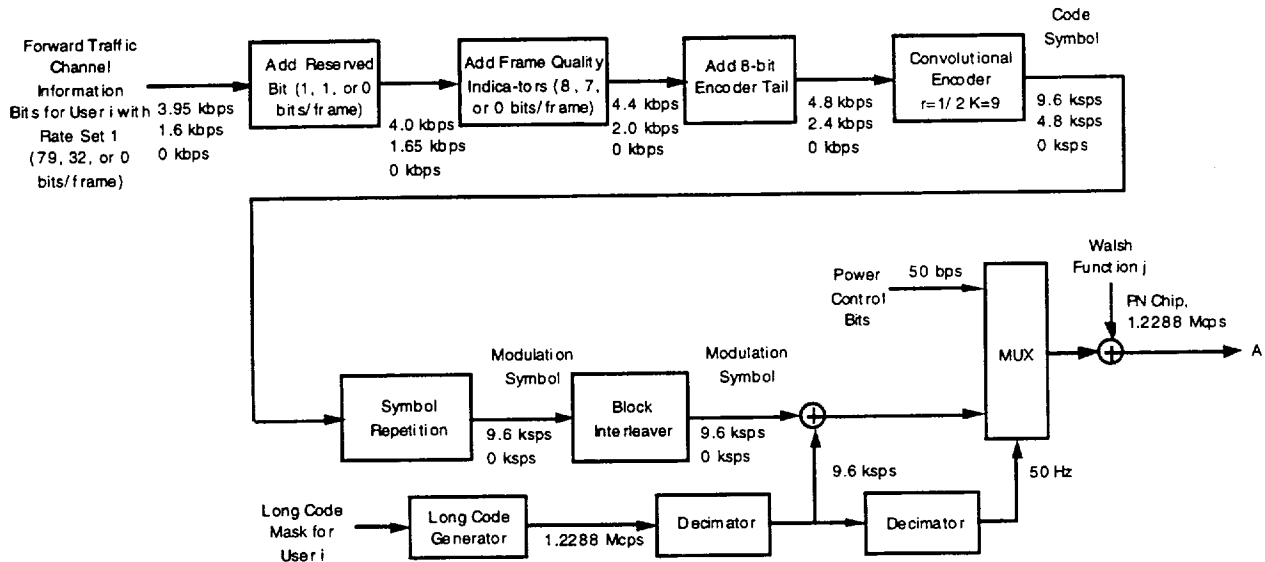 Forward Traffic
Channel
Information
Bits for User i with
Rate Set 1
(79, 32, or 0
bits/frame)
3.95 kbps
1.6 kbps
0 kbps
Add Reserved
Bit (1, 1, or 0
bits/frame)
4.0 kbps
1.65 kbps
0 kbps
Add Frame Quality
Indica-tors (8, 7,
or 0 bits/frame)
4.4 kbps
2.0 kbps
0 kbps
Add 8-bit
Encoder Tail
4.8 kbps
2.4 kbps
0 kbps
Convolutional
Encoder
r=1/2 K=9
Code
Symbol
9.6 ksps
4.8 ksps
0 ksps
Symbol
Repetition
Modulation
Symbol
9.6 ksps
0 ksps
Block
Interleaver
Modulation
Symbol
9.6 ksps
0 ksps
Power
Control
Bits
50 bps
MUX
Walsh
Function j
PN Chip,
1.2288 Mcps
A
Long Code
Mask for
User i
Long Code
Generator
1.2288 Mcps
Decimator
9.6 ksps
Decimator
50 Hz